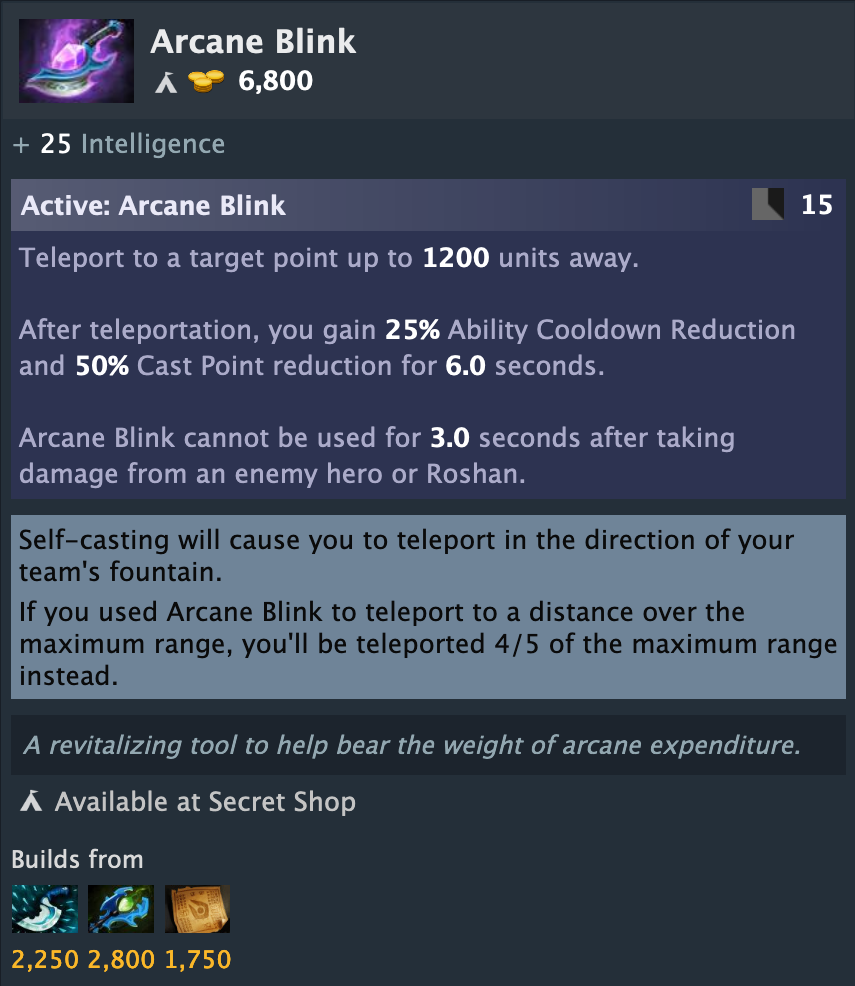 Arcane Blink
6,800
+ 25 Intelligence
Active: Arcane Blink 15
Teleport to a target point up to 1200 units away.
After teleportation, you gain 25% Ability Cooldown Reduction
and 50% Cast Point reduction for 6.0 seconds.
Arcane Blink cannot be used for 3.0 seconds after taking
damage from an enemy hero or Roshan.
Self-casting will cause you to teleport in the direction of your
team's fountain.
If you used Arcane Blink to teleport to a distance over the
maximum range, you'll be teleported 4/5 of the maximum range
instead.
A revitalizing tool to help bear the weight of arcane expenditure.
Available at Secret Shop
Builds from
2,250 2,800 1,750